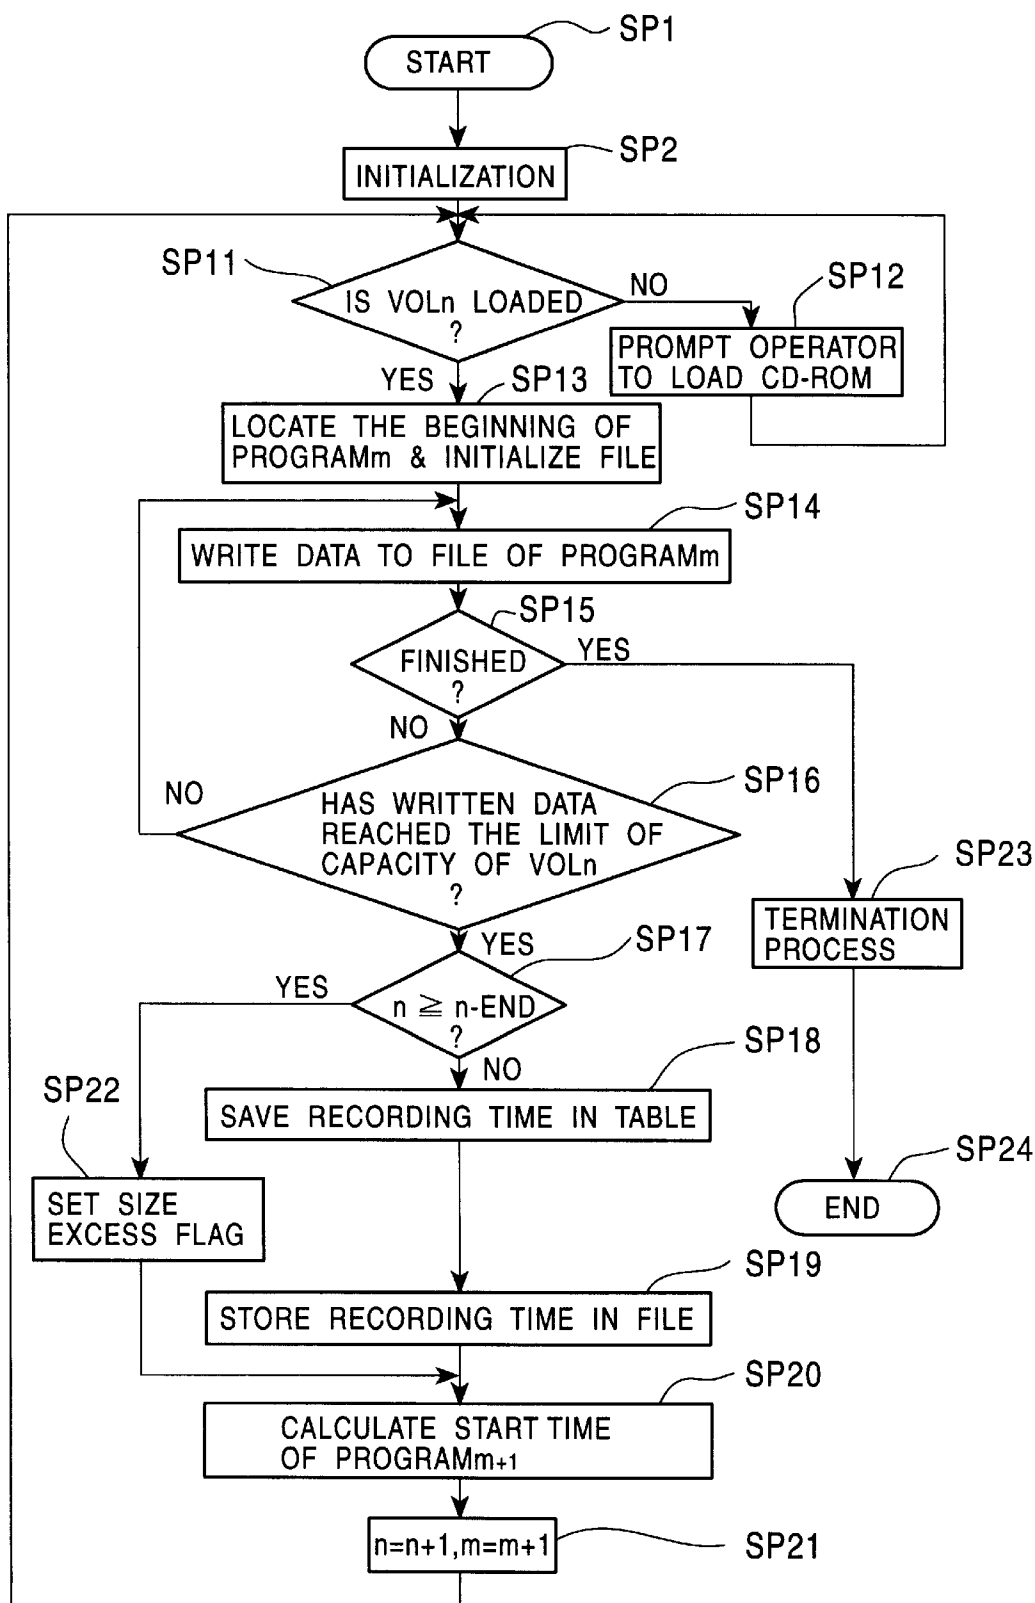 SP1
START
SP2
INITIALIZATION
SP11
IS VOLn LOADED
?
NO
SP12
PROMPT OPERATOR
TO LOAD CD-ROM
YES
SP13
LOCATE THE BEGINNING OF
PROGRAMm & INITIALIZE FILE
SP14
WRITE DATA TO FILE OF PROGRAMm
SP15
FINISHED
?
YES
NO
SP16
HAS WRITTEN DATA
REACHED THE LIMIT OF
CAPACITY OF VOLn
?
NO
YES
SP23
TERMINATION
PROCESS
SP17
n ≧ n-END
?
YES
NO
SP18
SAVE RECORDING TIME IN TABLE
SP22
SET SIZE
EXCESS FLAG
SP24
END
SP19
STORE RECORDING TIME IN FILE
SP20
CALCULATE START TIME
OF PROGRAMm+1
n=n+1,m=m+1
SP21